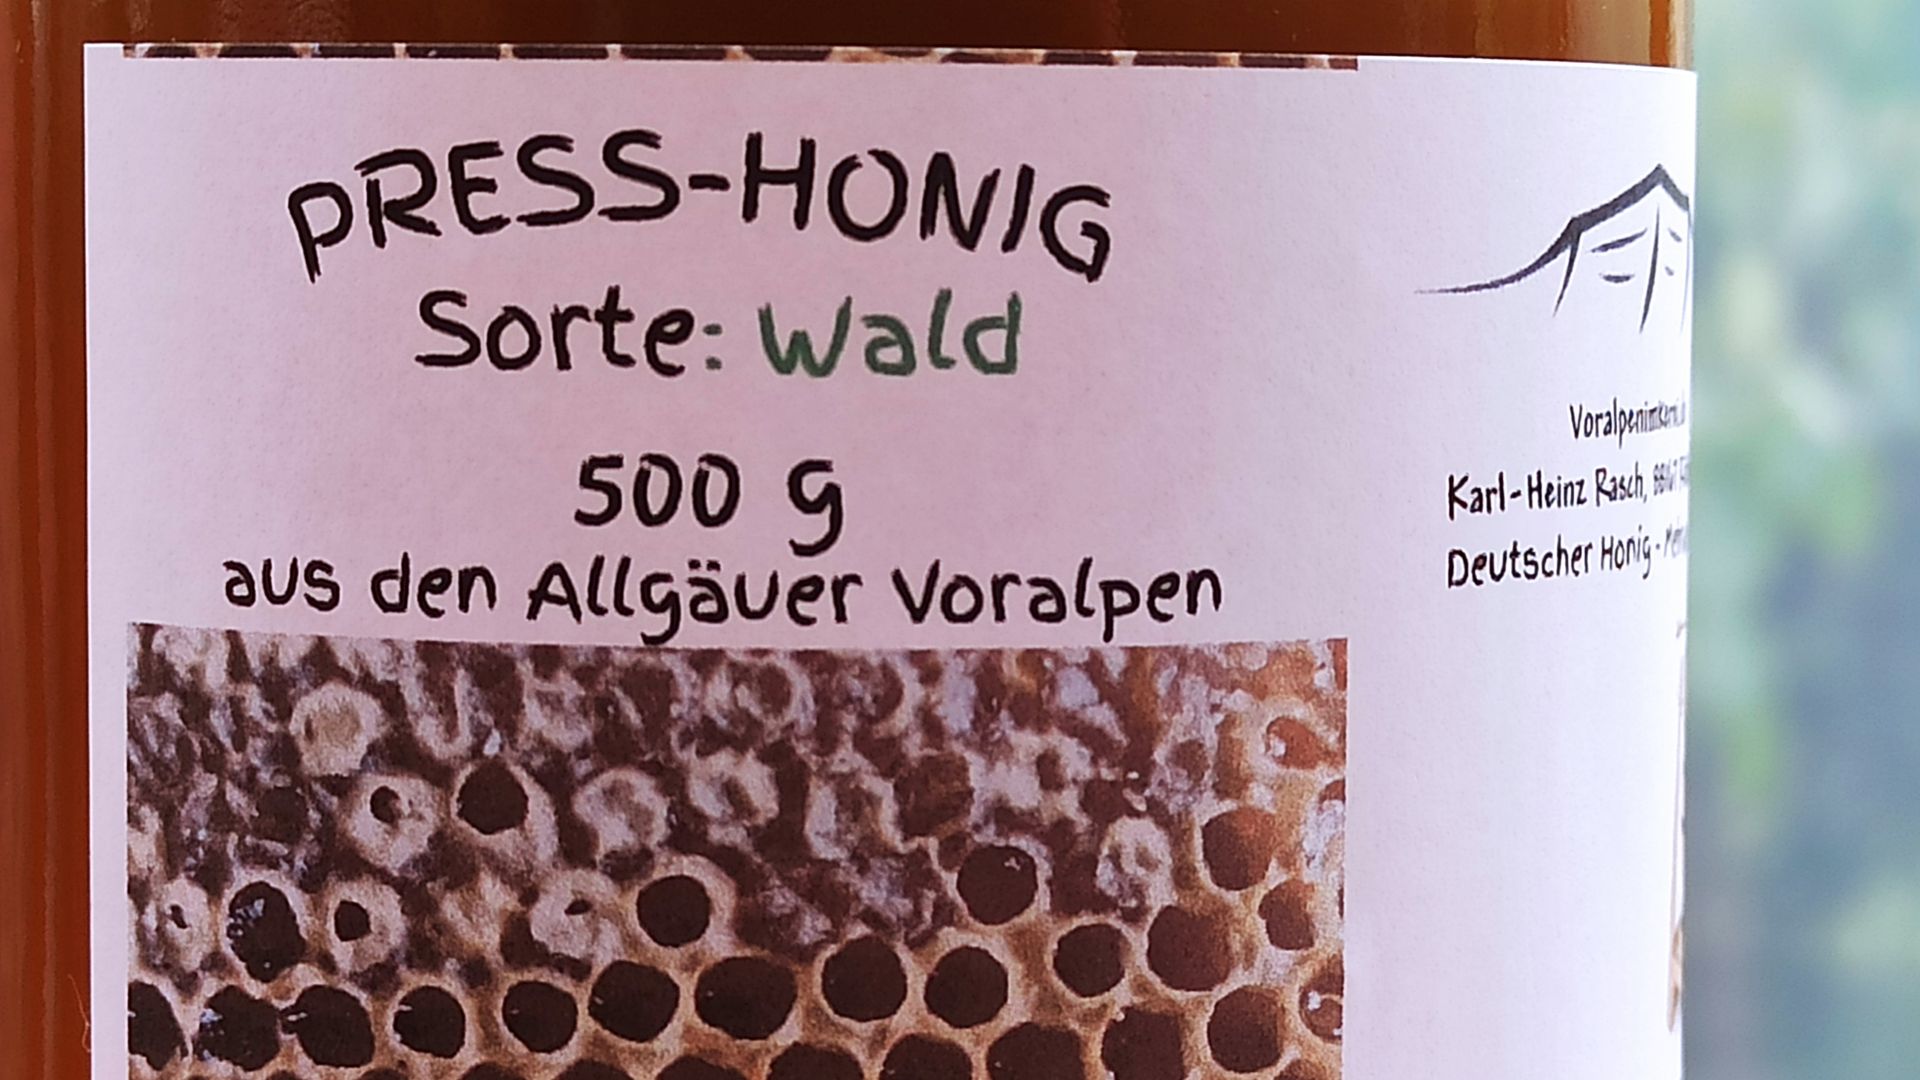 PRESS-HONIG
Sorte: Wald
500 g
aus den Allgäuer Voralpen
Karl-Heinz Rasch,
Deutscher Honig -